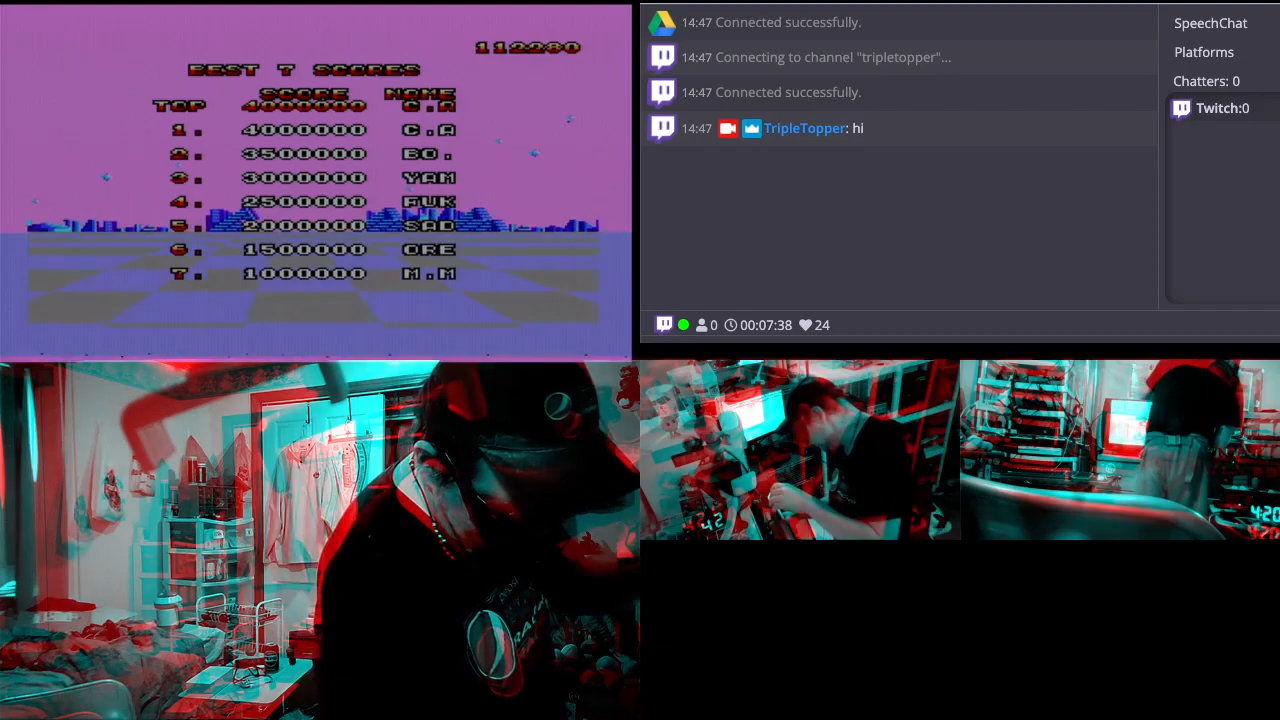 112280
BEST 7 SCORES
SCORE NAME
TOP 4000000 C.A
1. 4000000 C.A
2. 3500000 BO.
3. 3000000 YAM
4. 2500000 FUK
5. 2000000 SAD
6. 1500000 ORE
7. 1000000 M.M
14:47 Connected successfully.
14:47 Connecting to channel "tripletopper"...
14:47 Connected successfully.
14:47 TripleTopper: hi
SpeechChat
Platforms
Chatters: 0
Twitch:0
0 00:07:38 24
4:20